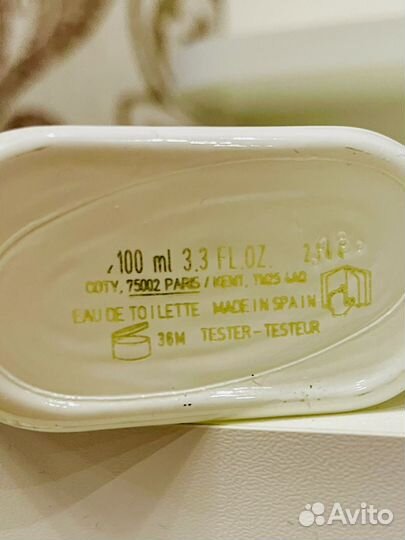 100 ml 3.3 FL.OZ.
COTY, 75002 PARIS / KENT, TN25 4AQ
EAU DE TOILETTE MADE IN SPAIN
36M TESTER-TESTEUR
Avito